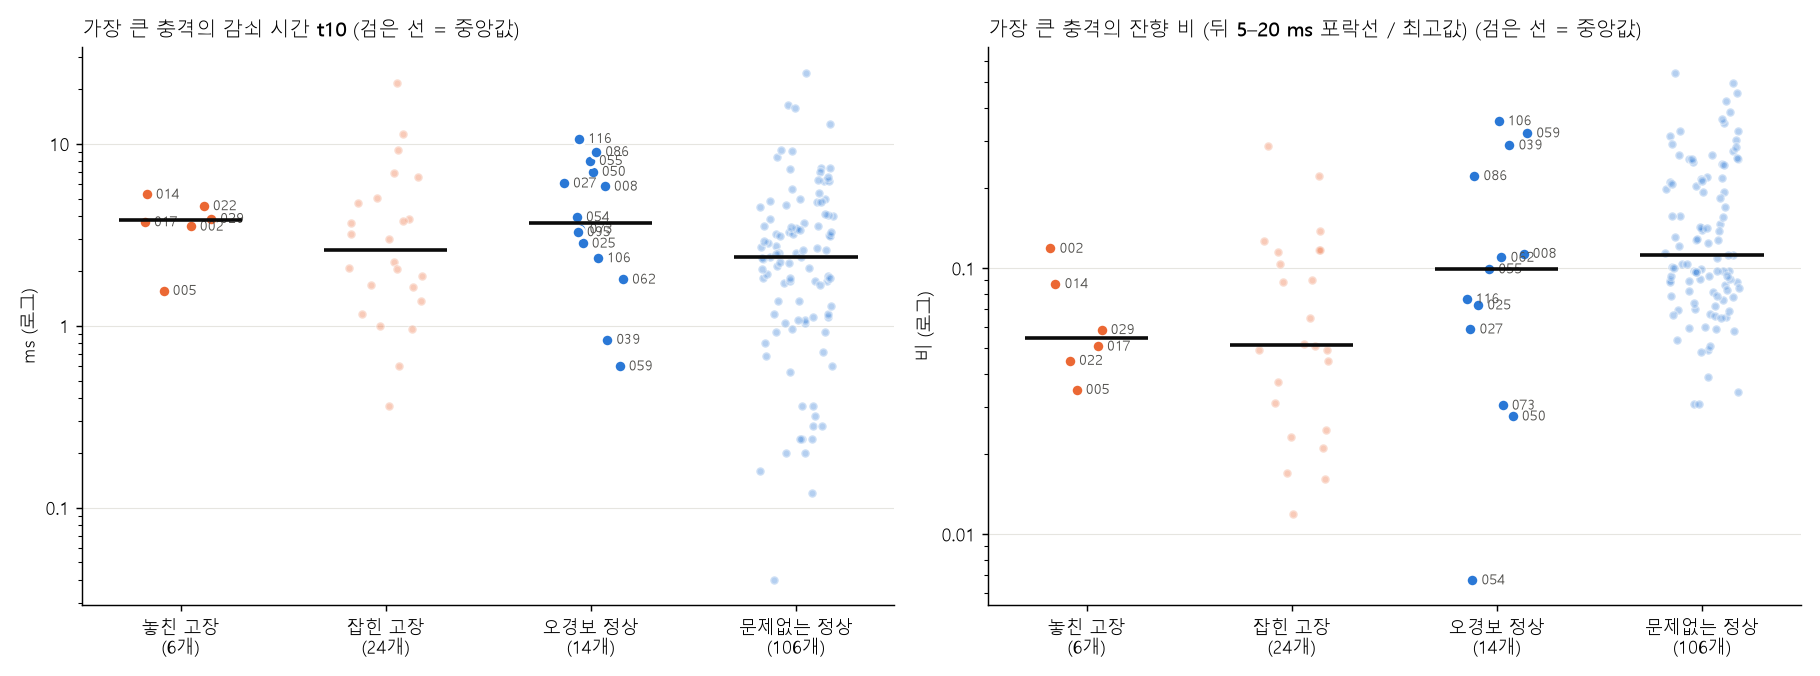 가장 큰 충격의 감쇠 시간 t10 (검은 선 = 중앙값)
ms (로그)
10
1
0.1
014
022
029
017
002
005
116
086
055
050
027
008
054
095
025
106
062
039
059
놓친 고장
(6개)
잡힌 고장
(24개)
오경보 정상
(14개)
문제없는 정상
(106개)
가장 큰 충격의 잔향 비 (뒤 5–20 ms 포락선 / 최고값) (검은 선 = 중앙값)
비 (로그)
0.1
0.01
002
014
029
017
022
005
106
059
039
086
008
062
055
116
025
027
073
050
054
놓친 고장
(6개)
잡힌 고장
(24개)
오경보 정상
(14개)
문제없는 정상
(106개)